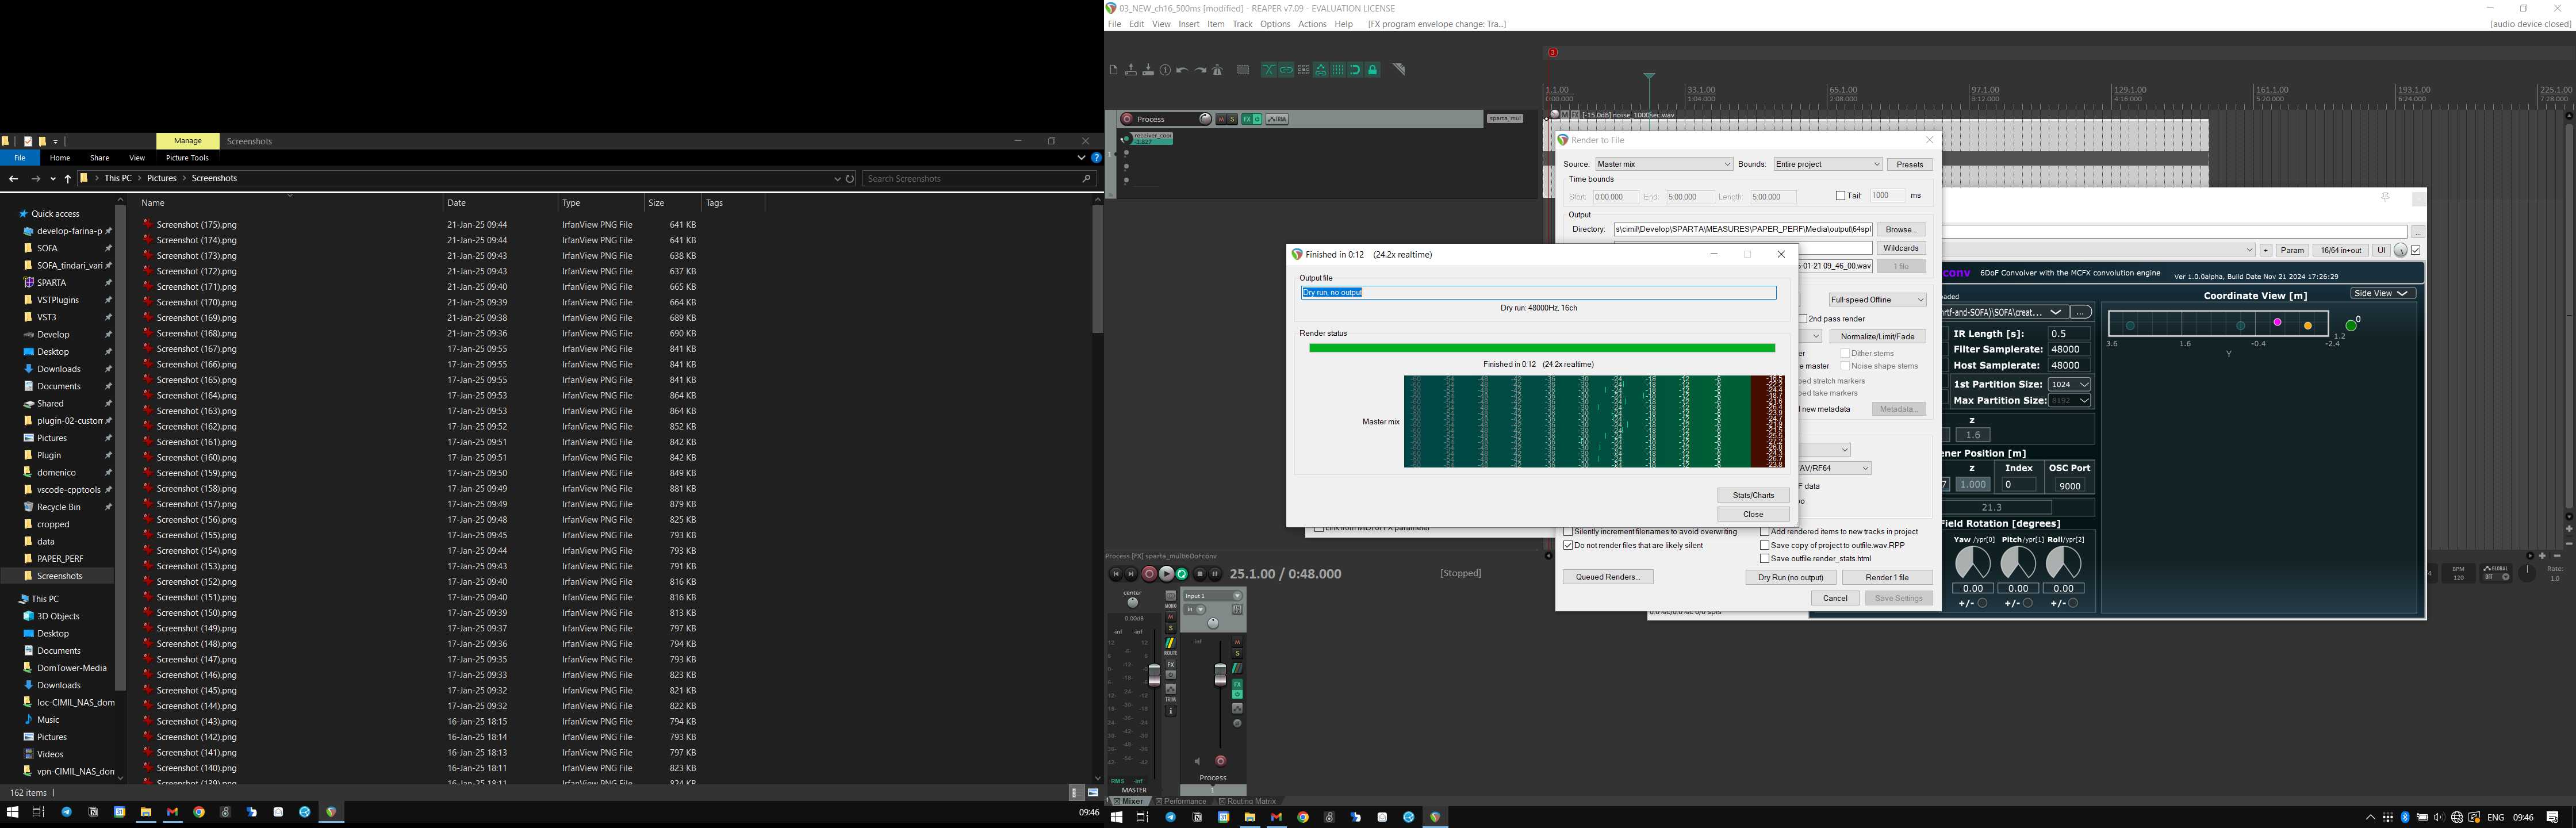 Manage
Screenshots
File
Home
Share
View
Picture Tools
This PC
Pictures
Screenshots
Search Screenshots
Name
Date
Type
Size
Tags
Quick access
develop-farina-p
SOFA
SOFA_tindari_vari
SPARTA
VSTPlugins
VST3
Develop
Desktop
Downloads
Documents
Shared
plugin-02-custom
Pictures
Plugin
domenico
vscode-cpptools
Recycle Bin
cropped
data
PAPER_PERF
Screenshots
This PC
3D Objects
Desktop
Documents
DomTower-Media
Downloads
loc-CIMIL_NAS_dom
Music
Pictures
Videos
vpn-CIMIL_NAS_don
Screenshot (175).png 21-Jan-25 09:44 IrfanView PNG File 641 KB
Screenshot (174).png 21-Jan-25 09:44 IrfanView PNG File 641 KB
Screenshot (173).png 21-Jan-25 09:43 IrfanView PNG File 638 KB
Screenshot (172).png 21-Jan-25 09:43 IrfanView PNG File 637 KB
Screenshot (171).png 21-Jan-25 09:40 IrfanView PNG File 665 KB
Screenshot (170).png 21-Jan-25 09:39 IrfanView PNG File 664 KB
Screenshot (169).png 21-Jan-25 09:38 IrfanView PNG File 689 KB
Screenshot (168).png 21-Jan-25 09:36 IrfanView PNG File 690 KB
Screenshot (167).png 17-Jan-25 09:55 IrfanView PNG File 841 KB
Screenshot (166).png 17-Jan-25 09:55 IrfanView PNG File 841 KB
Screenshot (165).png 17-Jan-25 09:55 IrfanView PNG File 841 KB
Screenshot (164).png 17-Jan-25 09:53 IrfanView PNG File 864 KB
Screenshot (163).png 17-Jan-25 09:53 IrfanView PNG File 864 KB
Screenshot (162).png 17-Jan-25 09:52 IrfanView PNG File 852 KB
Screenshot (161).png 17-Jan-25 09:51 IrfanView PNG File 842 KB
Screenshot (160).png 17-Jan-25 09:51 IrfanView PNG File 842 KB
Screenshot (159).png 17-Jan-25 09:50 IrfanView PNG File 849 KB
Screenshot (158).png 17-Jan-25 09:49 IrfanView PNG File 881 KB
Screenshot (157).png 17-Jan-25 09:49 IrfanView PNG File 879 KB
Screenshot (156).png 17-Jan-25 09:48 IrfanView PNG File 825 KB
Screenshot (155).png 17-Jan-25 09:45 IrfanView PNG File 793 KB
Screenshot (154).png 17-Jan-25 09:44 IrfanView PNG File 793 KB
Screenshot (153).png 17-Jan-25 09:43 IrfanView PNG File 791 KB
Screenshot (152).png 17-Jan-25 09:40 IrfanView PNG File 816 KB
Screenshot (151).png 17-Jan-25 09:40 IrfanView PNG File 816 KB
Screenshot (150).png 17-Jan-25 09:39 IrfanView PNG File 813 KB
Screenshot (149).png 17-Jan-25 09:37 IrfanView PNG File 797 KB
Screenshot (148).png 17-Jan-25 09:36 IrfanView PNG File 794 KB
Screenshot (147).png 17-Jan-25 09:35 IrfanView PNG File 793 KB
Screenshot (146).png 17-Jan-25 09:33 IrfanView PNG File 823 KB
Screenshot (145).png 17-Jan-25 09:32 IrfanView PNG File 821 KB
Screenshot (144).png 17-Jan-25 09:32 IrfanView PNG File 822 KB
Screenshot (143).png 16-Jan-25 18:15 IrfanView PNG File 794 KB
Screenshot (142).png 16-Jan-25 18:14 IrfanView PNG File 794 KB
Screenshot (141).png 16-Jan-25 18:13 IrfanView PNG File 797 KB
Screenshot (140).png 16-Jan-25 18:11 IrfanView PNG File 823 KB
Screenshot (139).png 16-Jan-25 18:11 IrfanView PNG File 824 KB
162 items
09:46
03_NEW_ch16_500ms [modified] - REAPER v7.09 - EVALUATION LICENSE
File Edit View Insert Item Track Options Actions Help [FX program envelope change: Tra...]
[audio device closed]
3
1.1.00 33.1.00 65.1.00 97.1.00 129.1.00 161.1.00 193.1.00 225.1.00
0:00.000 1:04.000 2:08.000 3:12.000 4:16.000 5:20.000 6:24.000 7:28.000
Process
M S FX TRIM
sparta_mul
[-15.0dB] noise_1000sec.wav
1
Render to File
Source: Master mix Bounds: Entire project Presets
Time bounds
Start: 0:00.000 End: 5:00.000 Length: 5:00.000 Tail: 1000 ms
Output
Directory: s\cimil\Develop\SPARTA\MEASURES\PAPER_PERF\Media\output\64spl Browse...
Wildcards
5-01-21 09_46_00.wav 1 file
Full-speed Offline
2nd pass render
Normalize/Limit/Fade
Dither stems
e master Noise shape stems
ped stretch markers
ed take markers
d new metadata Metadata...
AV/RF64
F data
Silently increment filenames to avoid overwriting
Add rendered items to new tracks in project
Do not render files that are likely silent
Save copy of project to outfile.wav.RPP
Save outfile.render_stats.html
Queued Renders...
Dry Run (no output)
Render 1 file
Cancel
Save Settings
Finished in 0:12 (24.2x realtime)
Output file
Dry run, no output
Dry run: 48000Hz, 16ch
Render status
Finished in 0:12 (24.2x realtime)
Master mix
-23.8
Stats/Charts
Close
Link from MIDI or FX parameter
+ Param 16/64 in+out UI
conv 6DoF Convolver with the MCFX convolution engine Ver 1.0.0alpha, Build Date Nov 21 2024 17:26:29
Coordinate View [m]
Side View
0
1.2
3.6 1.6 -0.4 -2.4
Y
hrtf-and-SOFA)\SOFA\creat... ...
IR Length [s]: 0.5
Filter Samplerate: 48000
Host Samplerate: 48000
1st Partition Size: 1024
Max Partition Size: 8192
z
1.6
ener Position [m]
z Index OSC Port
1.000 0 9000
21.3
Field Rotation [degrees]
Yaw /ypr[0] Pitch/ypr[1] Roll/ypr[2]
0.00 0.00 0.00
+/- +/- +/-
Process [FX] sparta_multi6DoFconv
25.1.00 / 0:48.000
[Stopped]
GLOBAL
BPM
120
Rate:
1.0
center
0.00dB
-inf -inf
MONO
M
S
ROUTE
FX
TRIM
RMS -inf
MASTER
Input 1
in
-inf
Process
1
Mixer
Performance
Routing Matrix
ENG
09:46